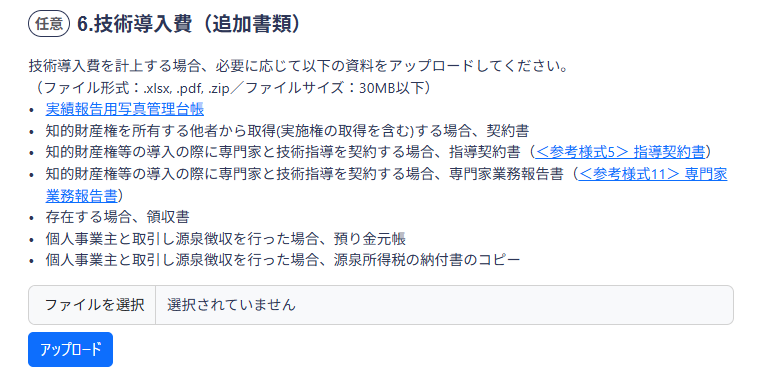 任意 6.技術導入費（追加書類）
技術導入費を計上する場合、必要に応じて以下の資料をアップロードしてください。
（ファイル形式：.xlsx, .pdf, .zip／ファイルサイズ：30MB以下）
• 実績報告用写真管理台帳
• 知的財産権を所有する他者から取得(実施権の取得を含む)する場合、契約書
• 知的財産権等の導入の際に専門家と技術指導を契約する場合、指導契約書（＜参考様式5＞ 指導契約書）
• 知的財産権等の導入の際に専門家と技術指導を契約する場合、専門家業務報告書（＜参考様式11＞ 専門家
業務報告書）
• 存在する場合、領収書
• 個人事業主と取引し源泉徴収を行った場合、預り金元帳
• 個人事業主と取引し源泉徴収を行った場合、源泉所得税の納付書のコピー
ファイルを選択 選択されていません
アップロード